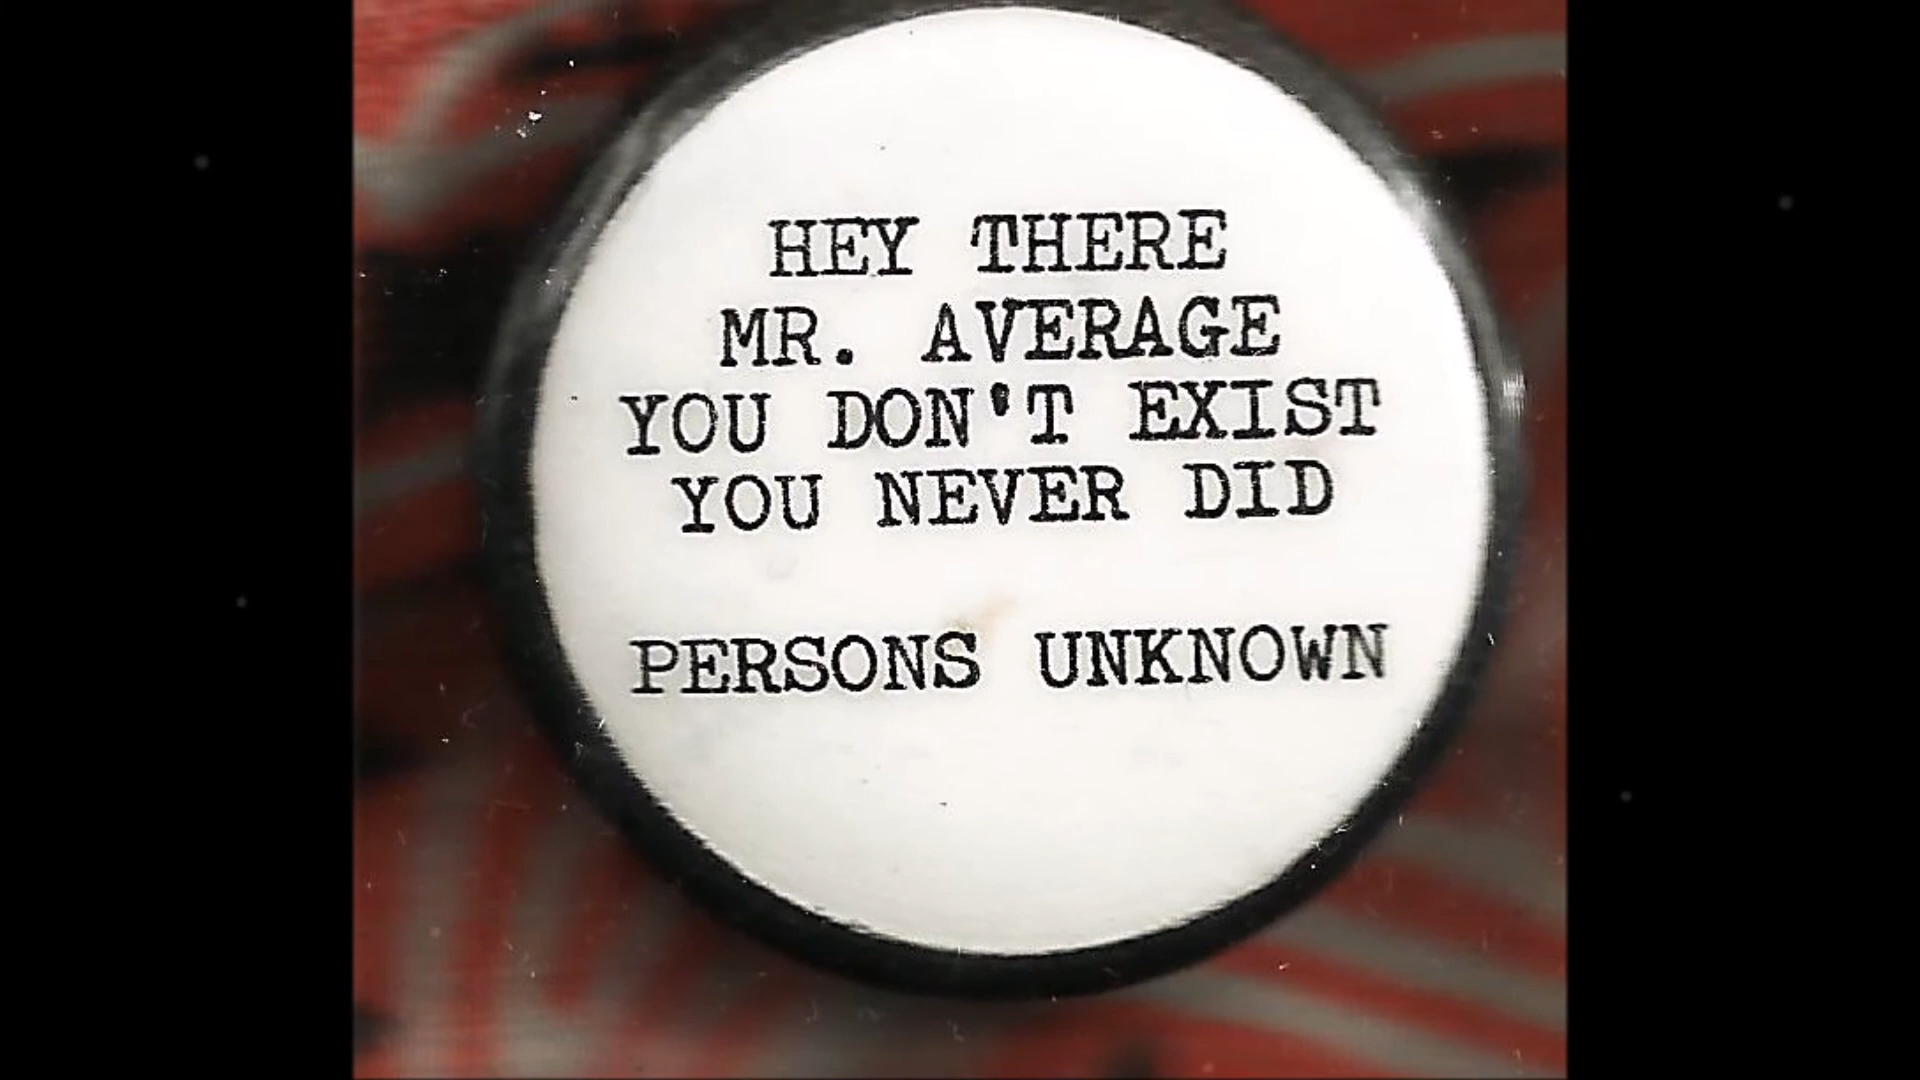 HEY THERE
MR. AVERAGE
YOU DON'T EXIST
YOU NEVER DID
PERSONS UNKNOWN